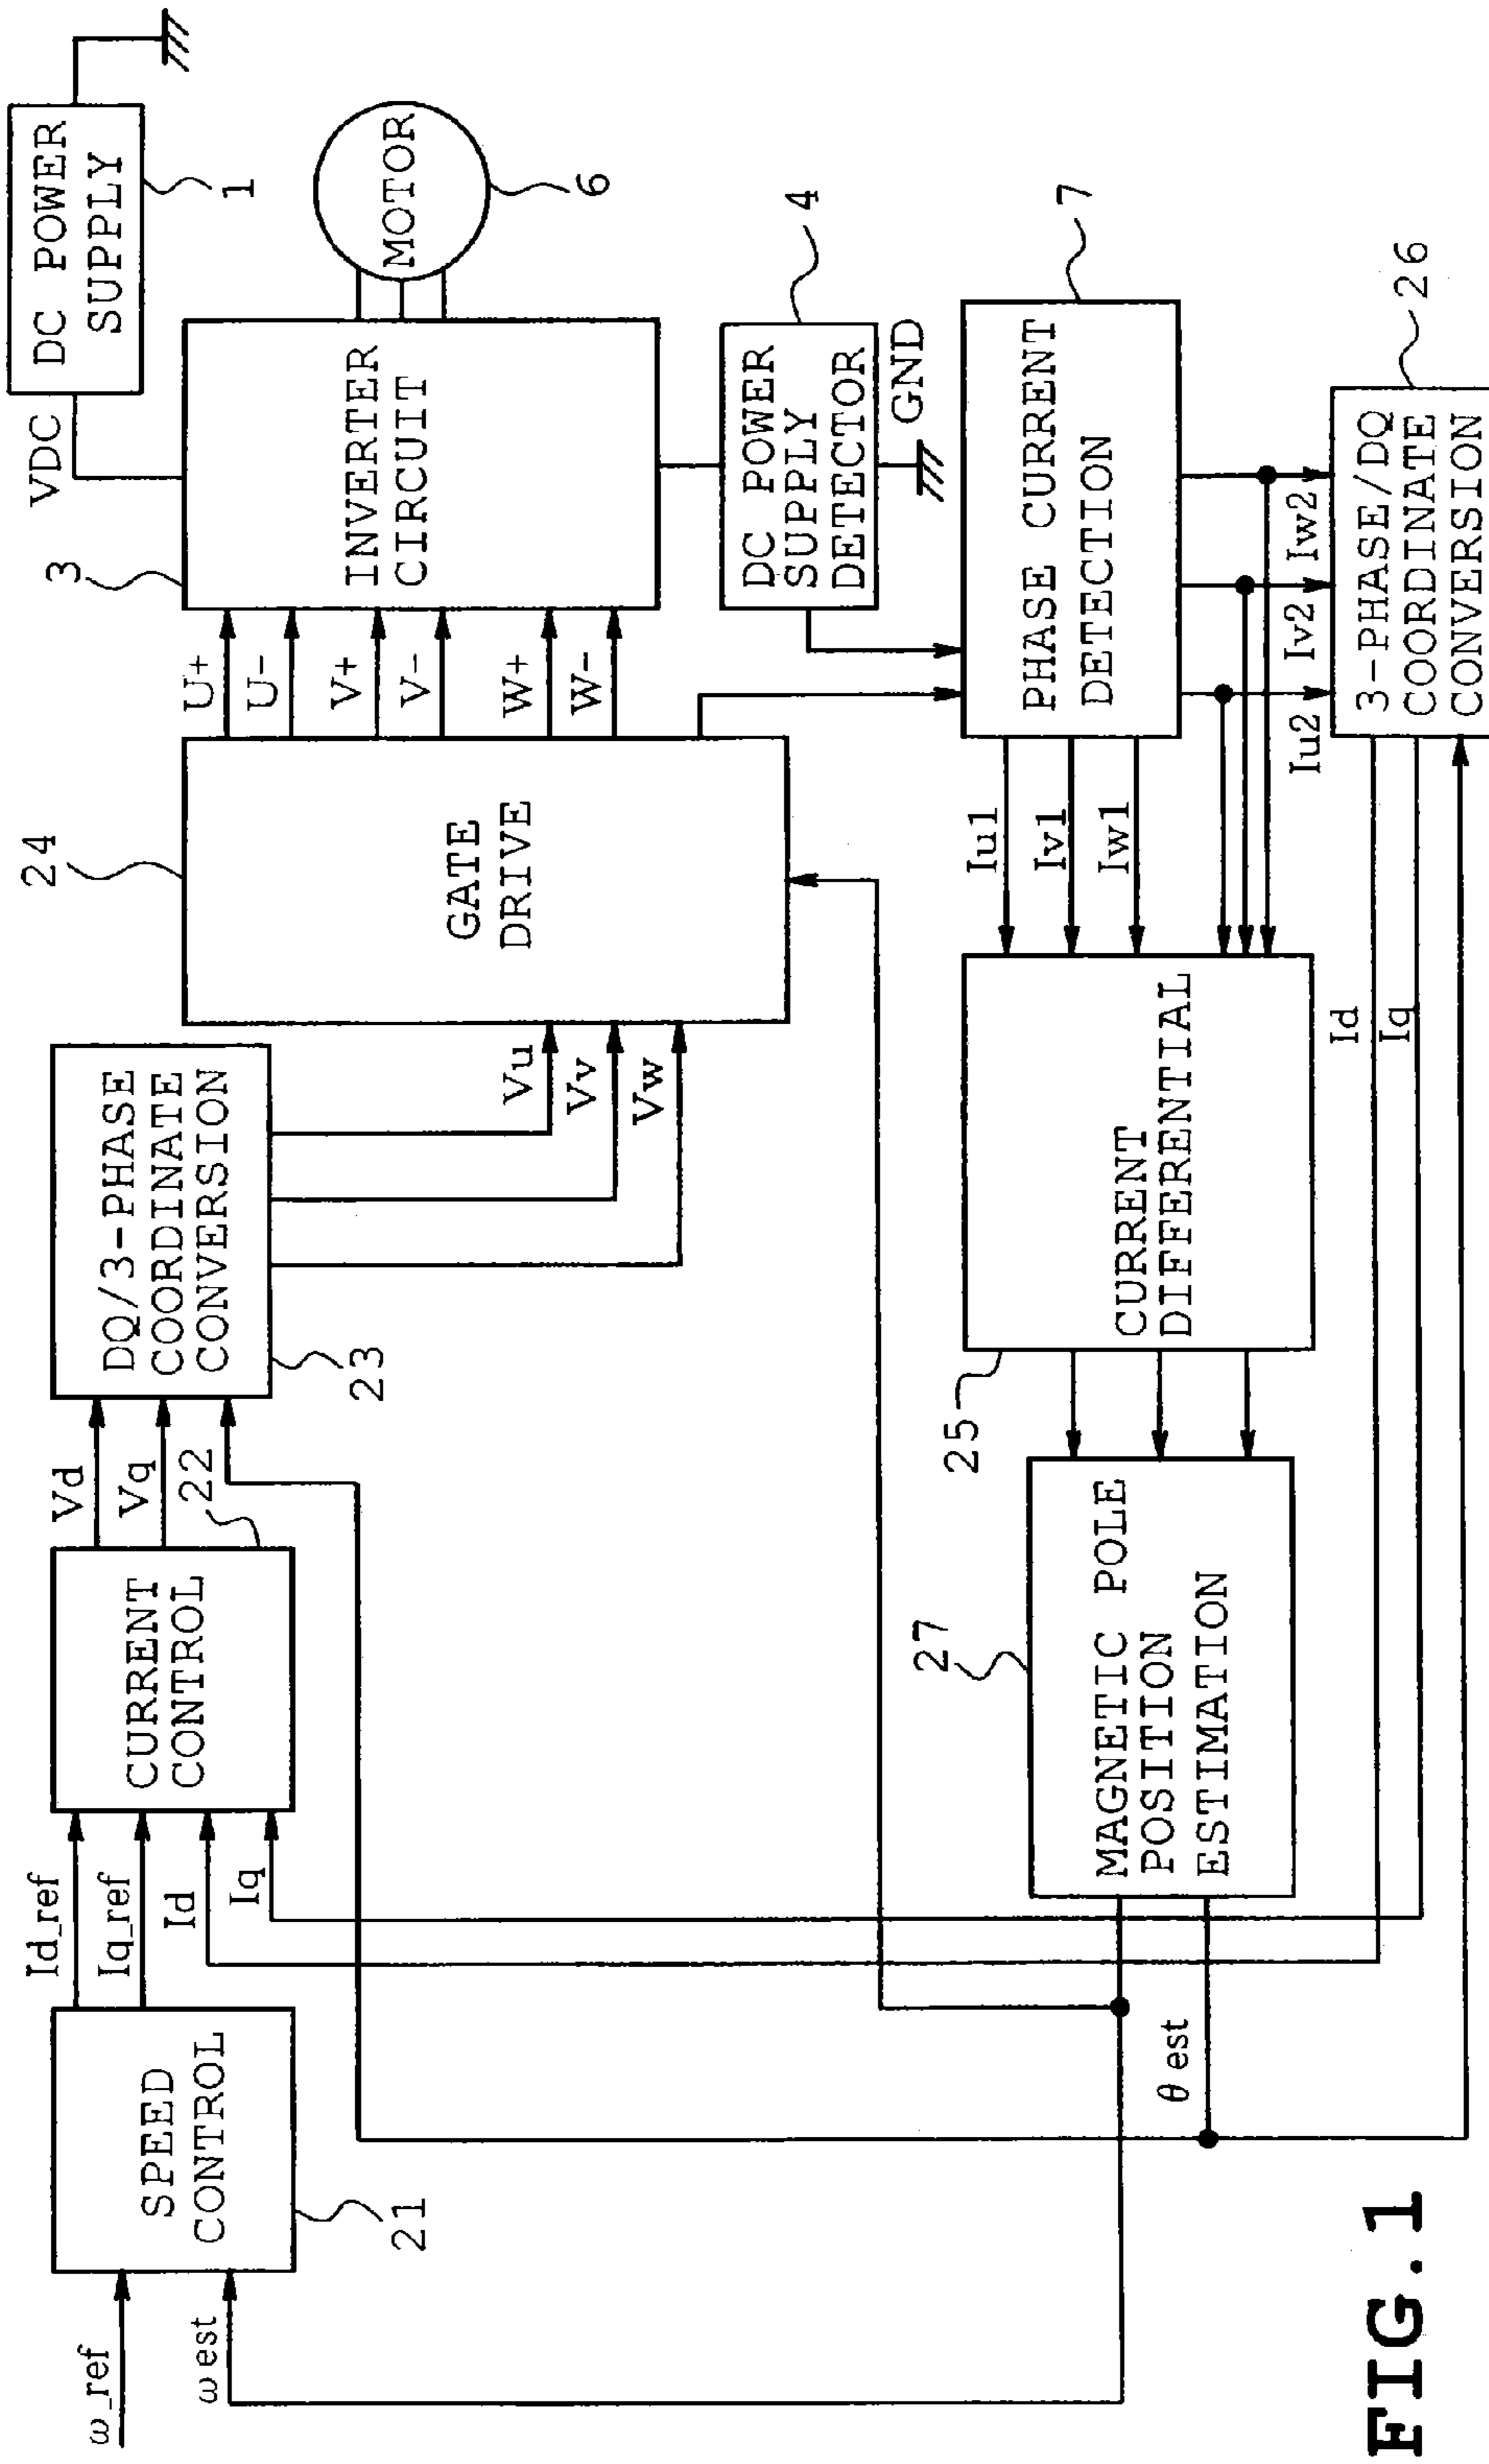 DC POWER
SUPPLY
1
VDC
MOTOR
6
3
INVERTER
CIRCUIT
U+
U-
V+
V-
W+
W-
24
GATE
DRIVE
DC POWER
SUPPLY
DETECTOR
4
GND
DQ/3-PHASE
COORDINATE
CONVERSION
23
Vu
Vv
Vw
Vd
Vq
22
CURRENT
CONTROL
Id_ref
Iq_ref
Id
Iq
SPEED
CONTROL
21
ω_ref
ω est
PHASE CURRENT
DETECTION
7
Iu1
Iv1
Iw1
Iu2
Iv2
Iw2
3-PHASE/DQ
COORDINATE
CONVERSION
26
CURRENT
DIFFERENTIAL
25
Id
Iq
MAGNETIC POLE
POSITION
ESTIMATION
27
θ est
FIG.1